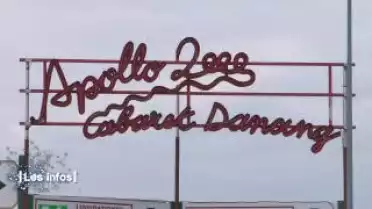 Apollo 2000
Cabaret Dancing
[Les infos]